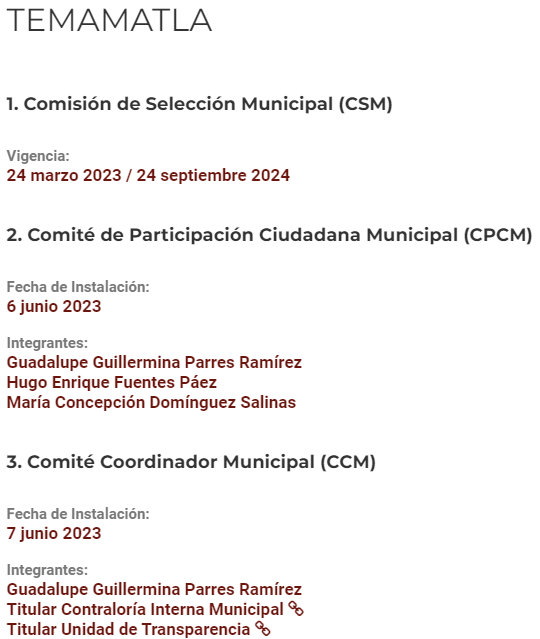 TEMAMATLA
1. Comisión de Selección Municipal (CSM)
Vigencia:
24 marzo 2023 / 24 septiembre 2024
2. Comité de Participación Ciudadana Municipal (CPCM)
Fecha de Instalación:
6 junio 2023
Integrantes:
Guadalupe Guillermina Parres Ramírez
Hugo Enrique Fuentes Páez
María Concepción Domínguez Salinas
3. Comité Coordinador Municipal (CCM)
Fecha de Instalación:
7 junio 2023
Integrantes:
Guadalupe Guillermina Parres Ramírez
Titular Contraloría Interna Municipal
Titular Unidad de Transparencia